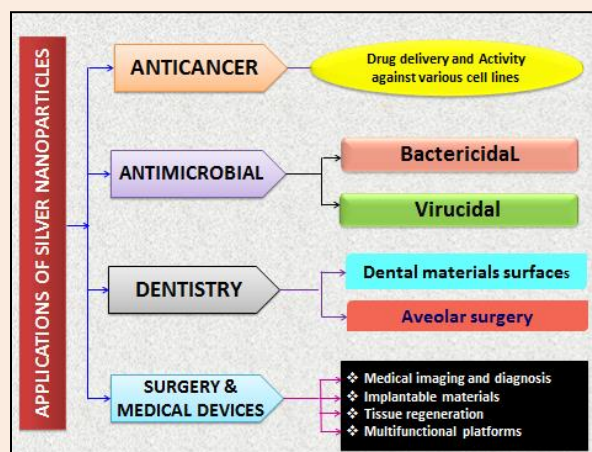 APPLICATIONS OF SILVER NANOPARTICLES
ANTICANCER
Drug delivery and Activity
against various cell lines
ANTIMICROBIAL
BactericidaL
Virucidal
DENTISTRY
Dental materials surfaces
Aveolar surgery
SURGERY &
MEDICAL DEVICES
❖ Medical imaging and diagnosis
❖ Implantable materials
❖ Tissue regeneration
❖ Multifunctional platforms